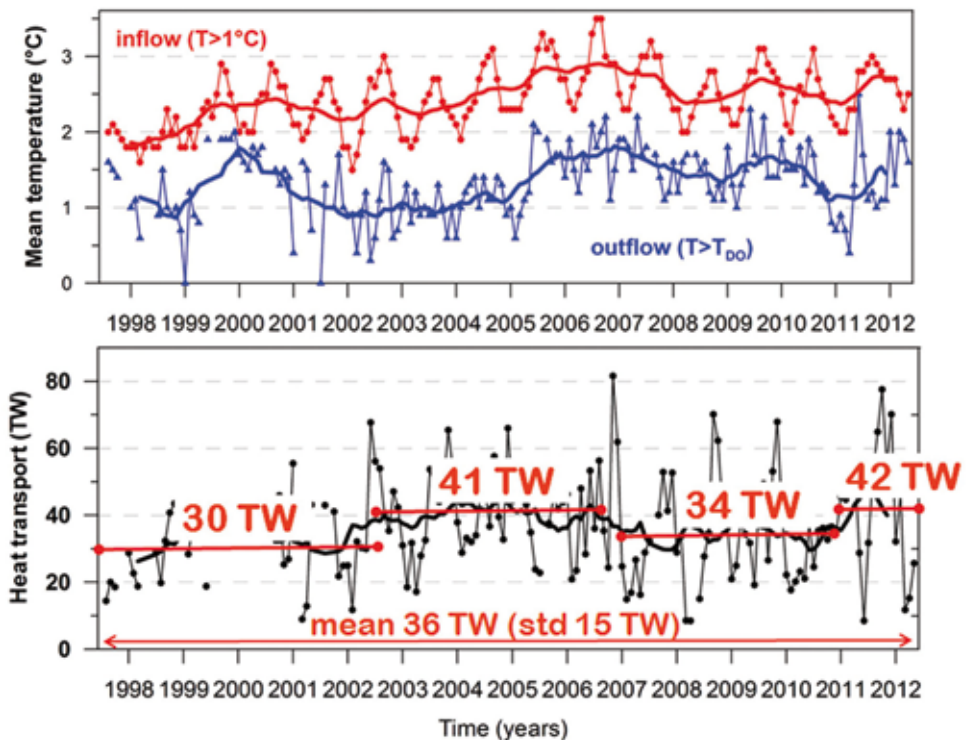 inflow (T>1°C)
Mean temperature (°C)
3
2
1
0
outflow (T>T_DO)
1998 1999 2000 2001 2002 2003 2004 2005 2006 2007 2008 2009 2010 2011 2012
Heat transport (TW)
80
60
40
20
0
30 TW
41 TW
34 TW
42 TW
mean 36 TW (std 15 TW)
1998 1999 2000 2001 2002 2003 2004 2005 2006 2007 2008 2009 2010 2011 2012
Time (years)